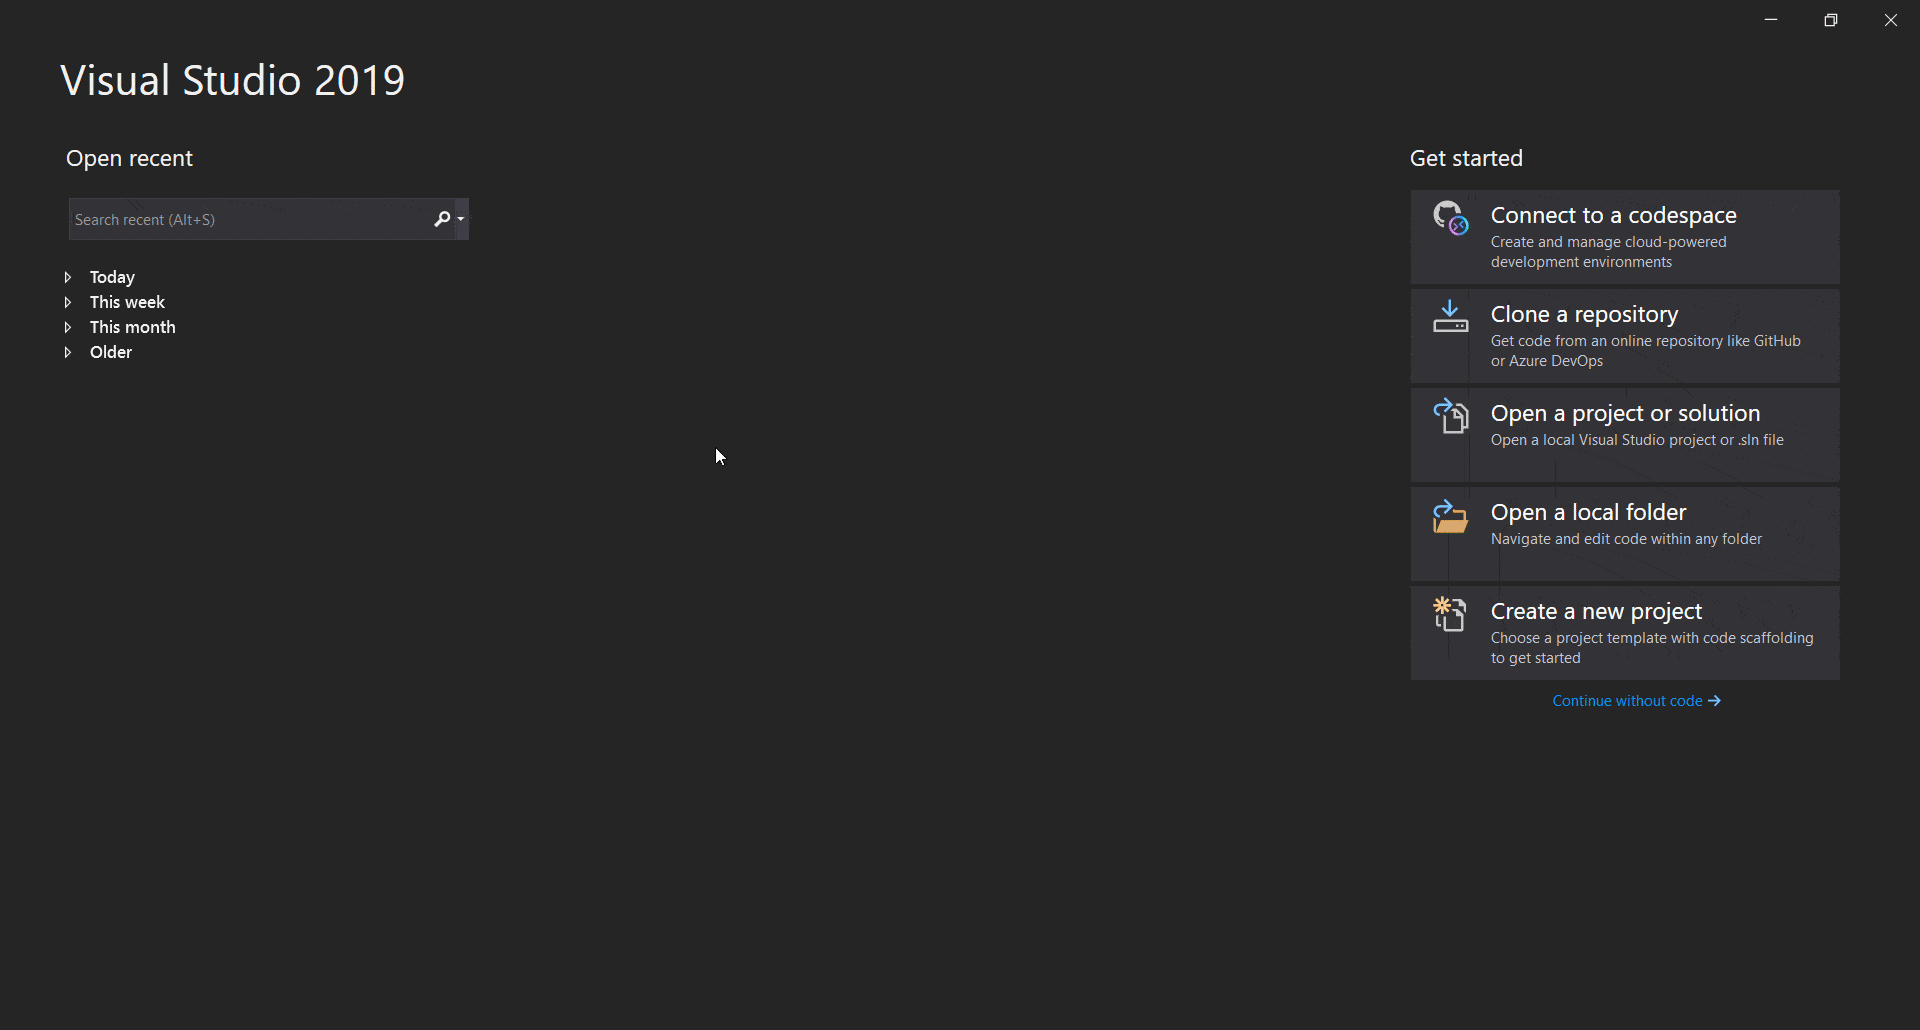 Visual Studio 2019
Open recent
Search recent (Alt+S)
Today
This week
This month
Older
Get started
Connect to a codespace
Create and manage cloud-powered
development environments
Clone a repository
Get code from an online repository like GitHub
or Azure DevOps
Open a project or solution
Open a local Visual Studio project or .sln file
Open a local folder
Navigate and edit code within any folder
Create a new project
Choose a project template with code scaffolding
to get started
Continue without code